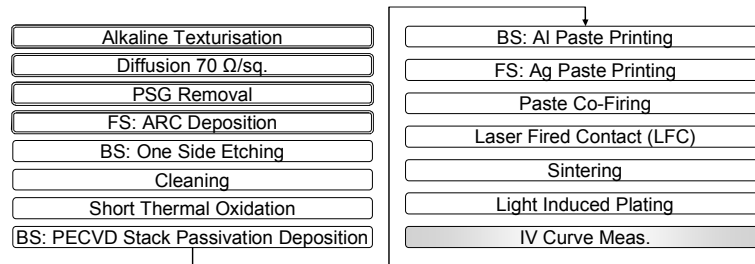 Alkaline Texturisation
Diffusion 70 Ω/sq.
PSG Removal
FS: ARC Deposition
BS: One Side Etching
Cleaning
Short Thermal Oxidation
BS: PECVD Stack Passivation Deposition
BS: Al Paste Printing
FS: Ag Paste Printing
Paste Co-Firing
Laser Fired Contact (LFC)
Sintering
Light Induced Plating
IV Curve Meas.